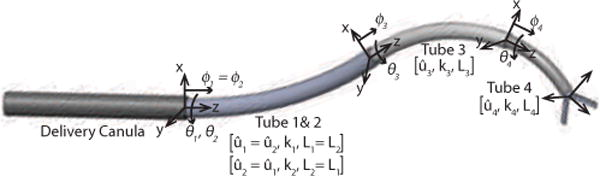 x
ϕ₁ = ϕ₂
z
y
θ₁, θ₂
Delivery Canula
Tube 1& 2
[û₁ = û₂, k₁, L₁= L₂]
[û₂ = û₁, k₂, L₂= L₁]
x
ϕ₃
z
θ₃
y
Tube 3
[û₃, k₃, L₃]
x
ϕ₄
z
y
θ₄
Tube 4
[û₄, k₄, L₄]